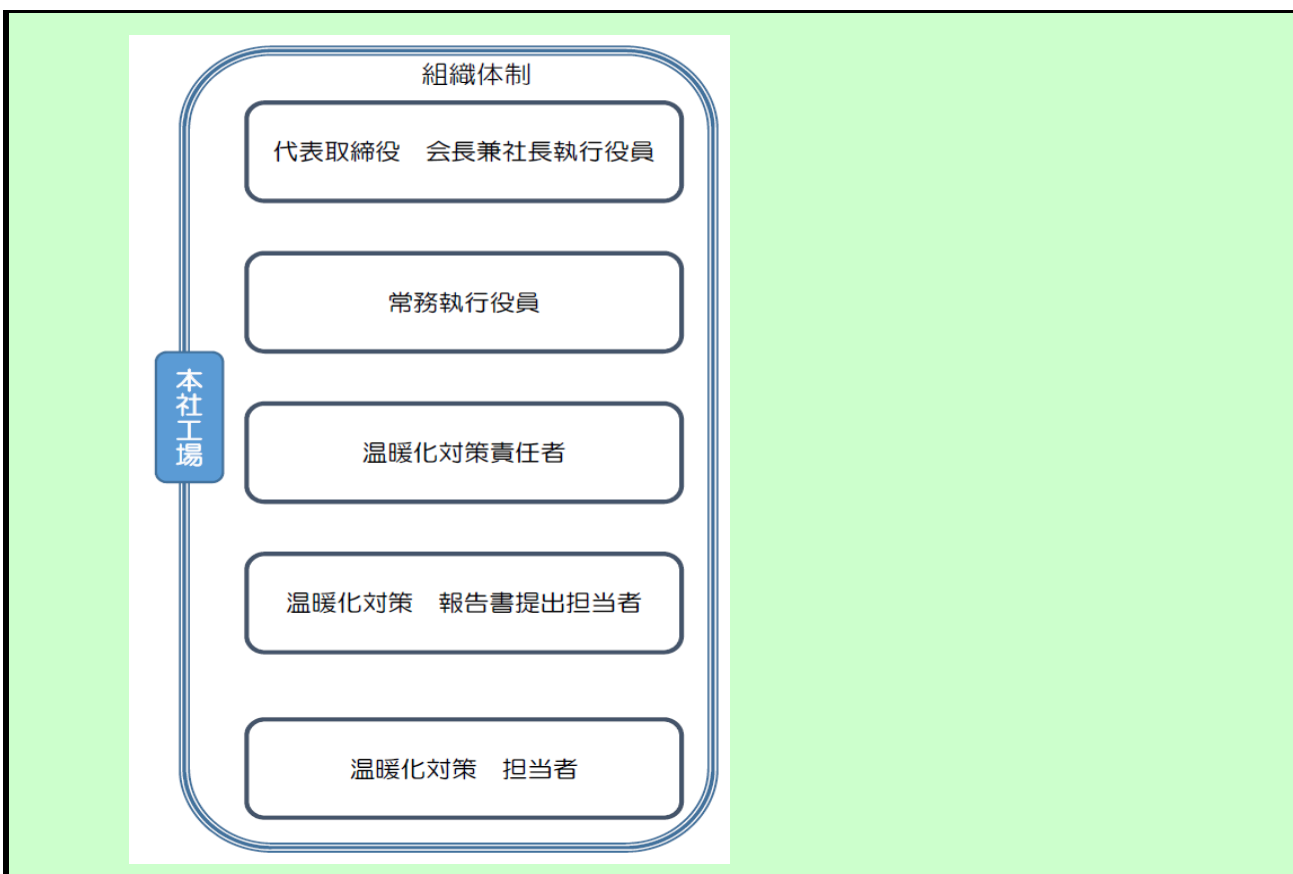 組織体制
代表取締役　会長兼社長執行役員
常務執行役員
本社工場
温暖化対策責任者
温暖化対策　報告書提出担当者
温暖化対策　担当者